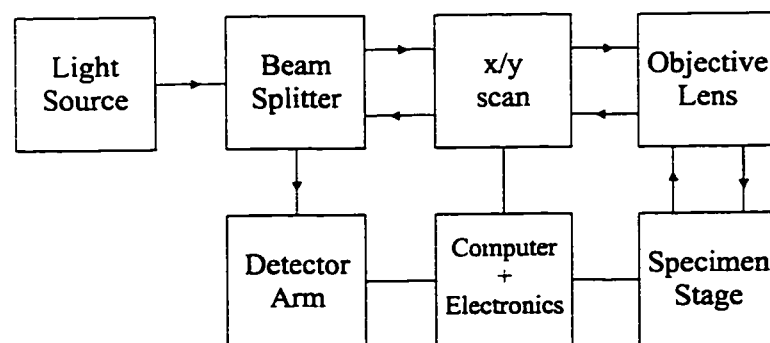 Light
Source
Beam
Splitter
x/y
scan
Objective
Lens
Detector
Arm
Computer
+
Electronics
Specimen
Stage